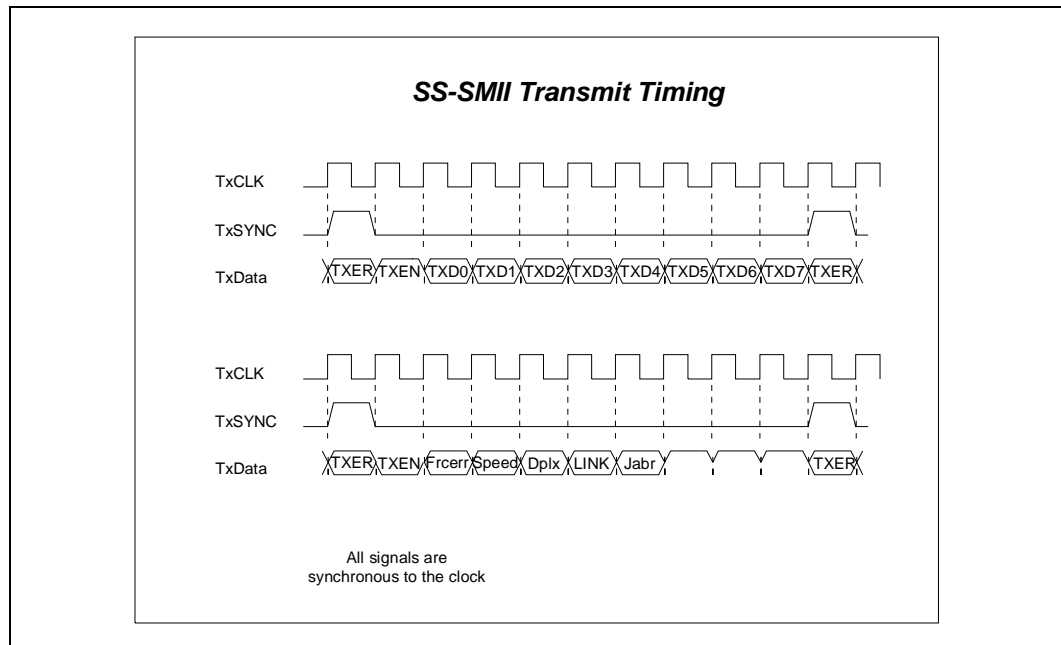 SS-SMII Transmit Timing
TxCLK
TxSYNC
TxData TXER TXEN TXD0 TXD1 TXD2 TXD3 TXD4 TXD5 TXD6 TXD7 TXER
TxCLK
TxSYNC
TxData TXER TXEN Frcerr Speed Dplx LINK Jabr TXER
All signals are
synchronous to the clock